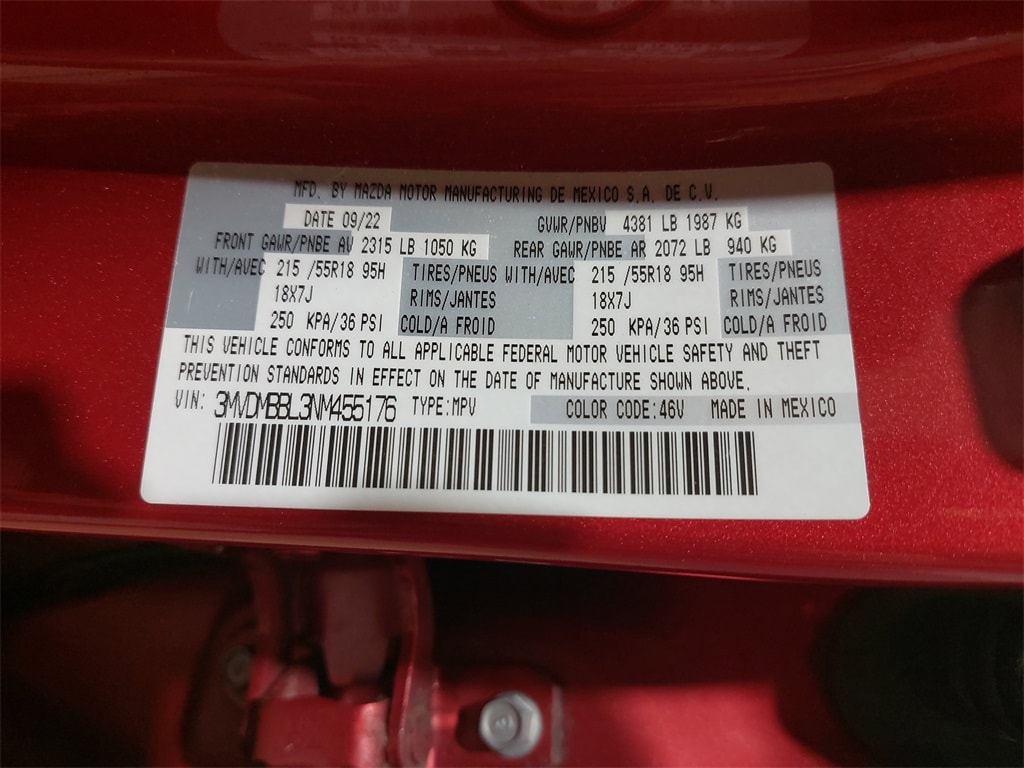 MFD. BY MAZDA MOTOR MANUFACTURING DE MEXICO S.A. DE C.V.
DATE 09/22 GVWR/PNBV 4381 LB 1987 KG
FRONT GAWR/PNBE AV 2315 LB 1050 KG REAR GAWR/PNBE AR 2072 LB 940 KG
WITH/AVEC 215 /55R18 95H TIRES/PNEUS WITH/AVEC 215 /55R18 95H TIRES/PNEUS
18X7J RIMS/JANTES 18X7J RIMS/JANTES
250 KPA/36 PSI COLD/A FROID 250 KPA/36 PSI COLD/A FROID
THIS VEHICLE CONFORMS TO ALL APPLICABLE FEDERAL MOTOR VEHICLE SAFETY AND THEFT
PREVENTION STANDARDS IN EFFECT ON THE DATE OF MANUFACTURE SHOWN ABOVE.
VIN: 3MVDMBBL3NM455176 TYPE:MPV COLOR CODE:46V MADE IN MEXICO